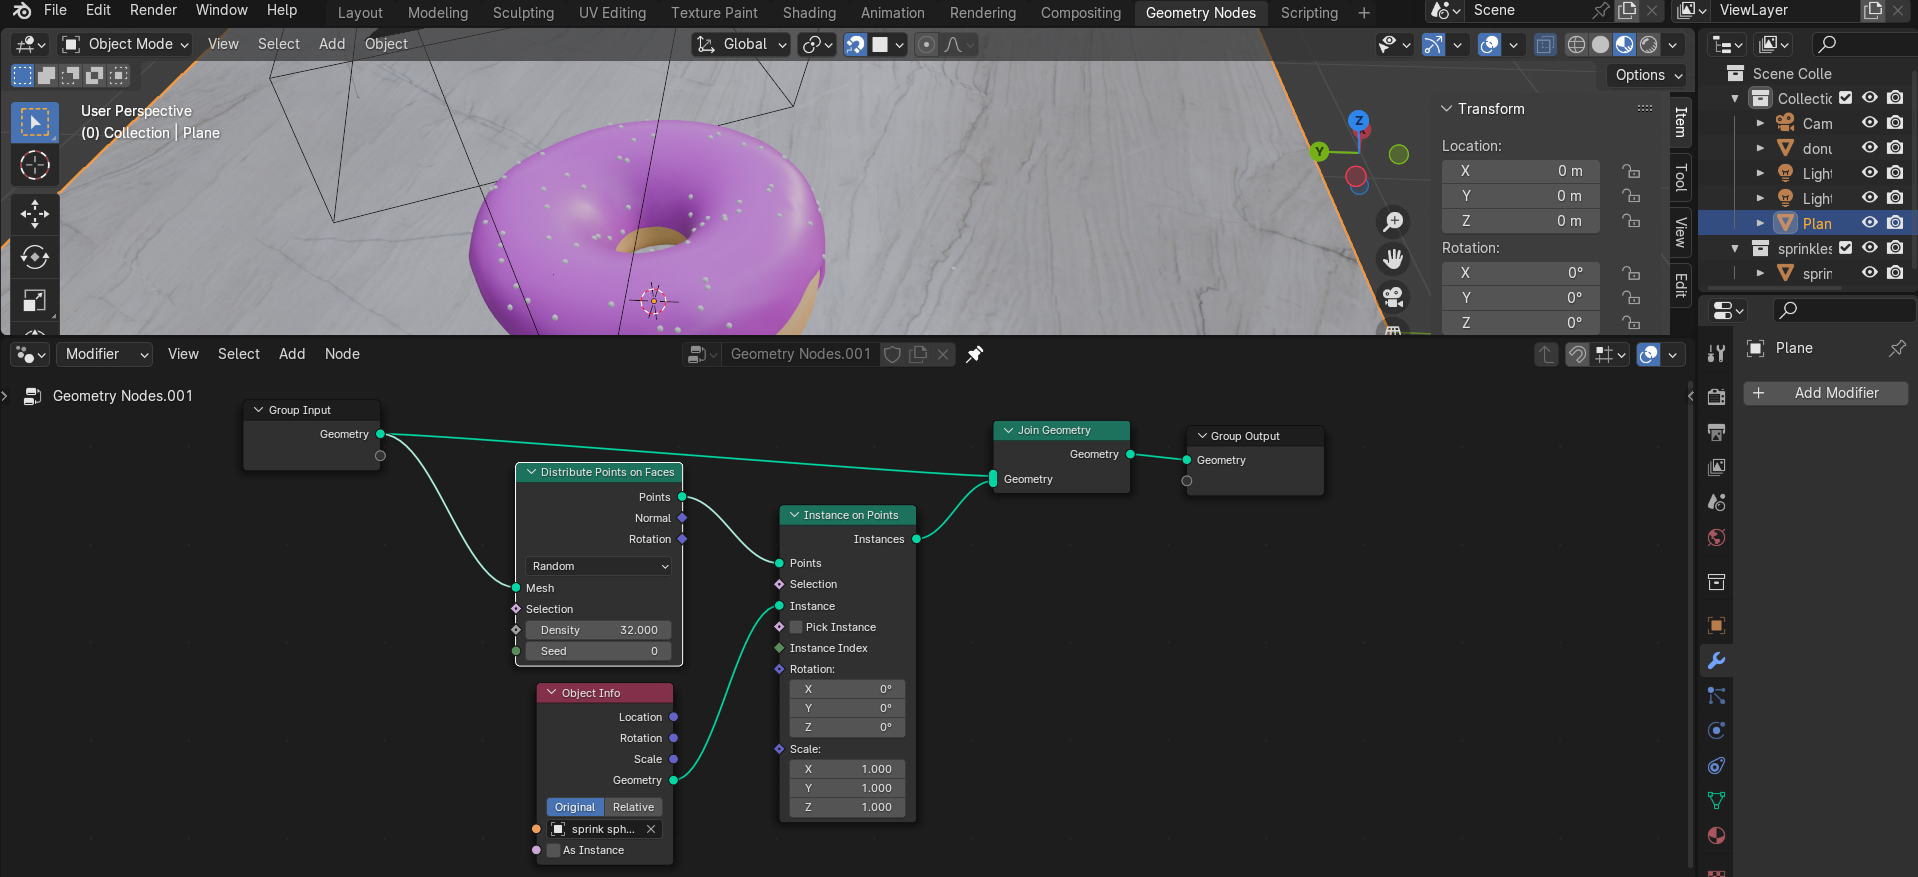 File Edit Render Window Help
Layout Modeling Sculpting UV Editing Texture Paint Shading Animation Rendering Compositing Geometry Nodes Scripting +
Scene
ViewLayer
Object Mode View Select Add Object
Global
Options
User Perspective
(0) Collection | Plane
Z
Y
Transform
Location:
X 0 m
Y 0 m
Z 0 m
Rotation:
X 0°
Y 0°
Z 0°
Item
Tool
View
Edit
Scene Colle
Collectic
Cam
donu
Light
Light
Plan
sprinkles
sprin
Modifier View Select Add Node
Geometry Nodes.001
Geometry Nodes.001
Group Input
Geometry
Distribute Points on Faces
Points
Normal
Rotation
Random
Mesh
Selection
Density 32.000
Seed 0
Object Info
Location
Rotation
Scale
Geometry
Original Relative
sprink sph...
As Instance
Instance on Points
Instances
Points
Selection
Instance
Pick Instance
Instance Index
Rotation:
X 0°
Y 0°
Z 0°
Scale:
X 1.000
Y 1.000
Z 1.000
Join Geometry
Geometry
Geometry
Group Output
Geometry
Plane
+ Add Modifier